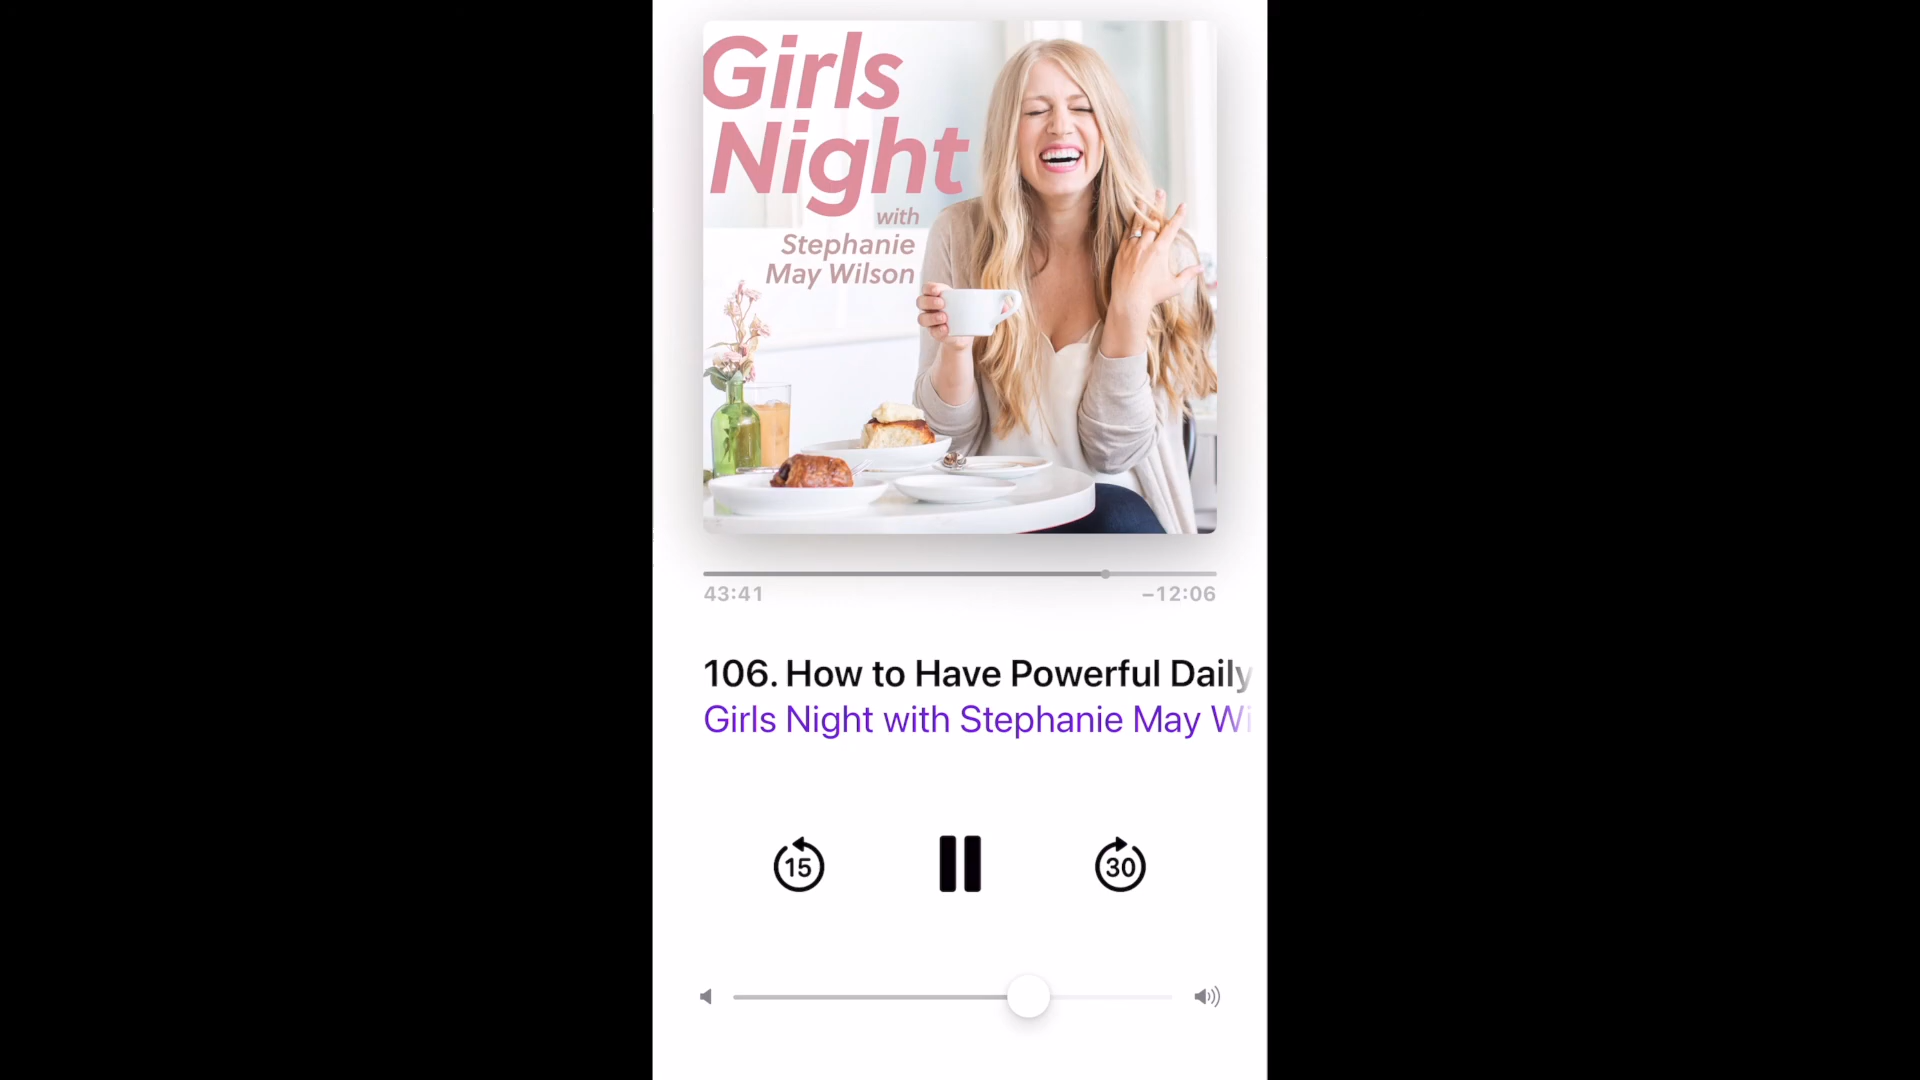 Girls
Night
with
Stephanie
May Wilson
43:41
–12:06
106. How to Have Powerful Daily
Girls Night with Stephanie May Wi
15
30